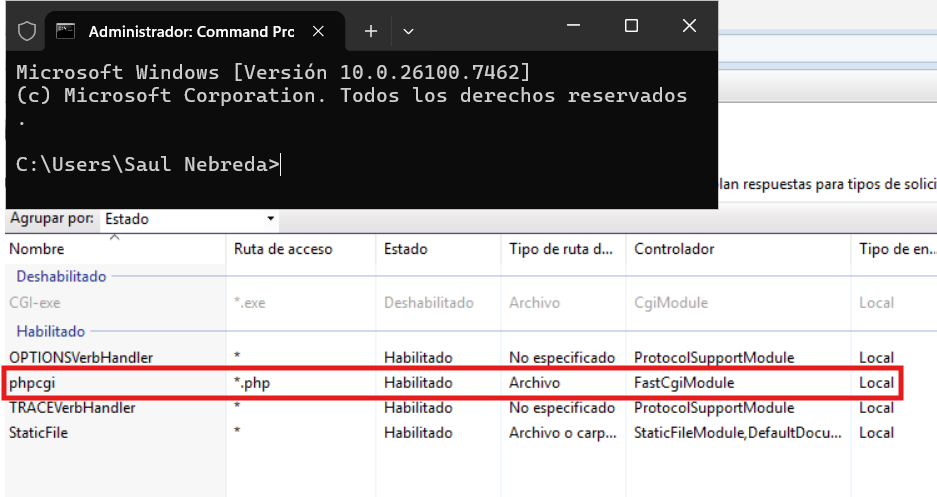 Administrador: Command Pro
Microsoft Windows [Versión 10.0.26100.7462]
(c) Microsoft Corporation. Todos los derechos reservados
.
C:\Users\Saul Nebreda>
lan respuestas para tipos de solici
Agrupar por: Estado
Nombre Ruta de acceso Estado Tipo de ruta d... Controlador Tipo de en...
Deshabilitado
CGI-exe *.exe Deshabilitado Archivo CgiModule Local
Habilitado
OPTIONSVerbHandler * Habilitado No especificado ProtocolSupportModule Local
phpcgi *.php Habilitado Archivo FastCgiModule Local
TRACEVerbHandler * Habilitado No especificado ProtocolSupportModule Local
StaticFile * Habilitado Archivo o carp... StaticFileModule,DefaultDocu... Local